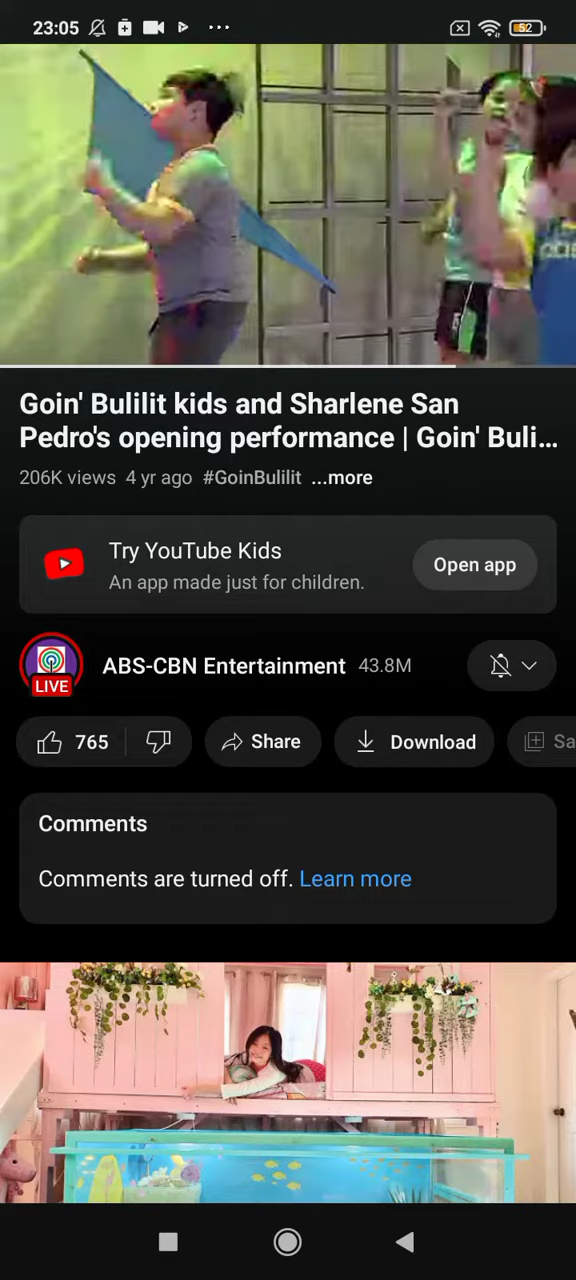 23:05
52
Goin' Bulilit kids and Sharlene San
Pedro's opening performance | Goin' Buli...
206K views 4 yr ago #GoinBulilit ...more
Try YouTube Kids
An app made just for children.
Open app
ABS-CBN Entertainment 43.8M
LIVE
765
Share
Download
Sa
Comments
Comments are turned off. Learn more